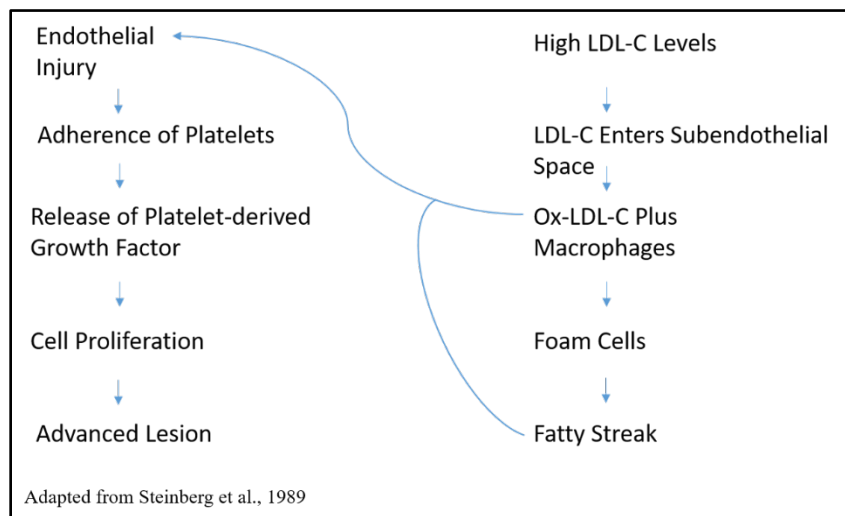 Endothelial
Injury
Adherence of Platelets
Release of Platelet-derived
Growth Factor
Cell Proliferation
Advanced Lesion
High LDL-C Levels
LDL-C Enters Subendothelial
Space
Ox-LDL-C Plus
Macrophages
Foam Cells
Fatty Streak
Adapted from Steinberg et al., 1989